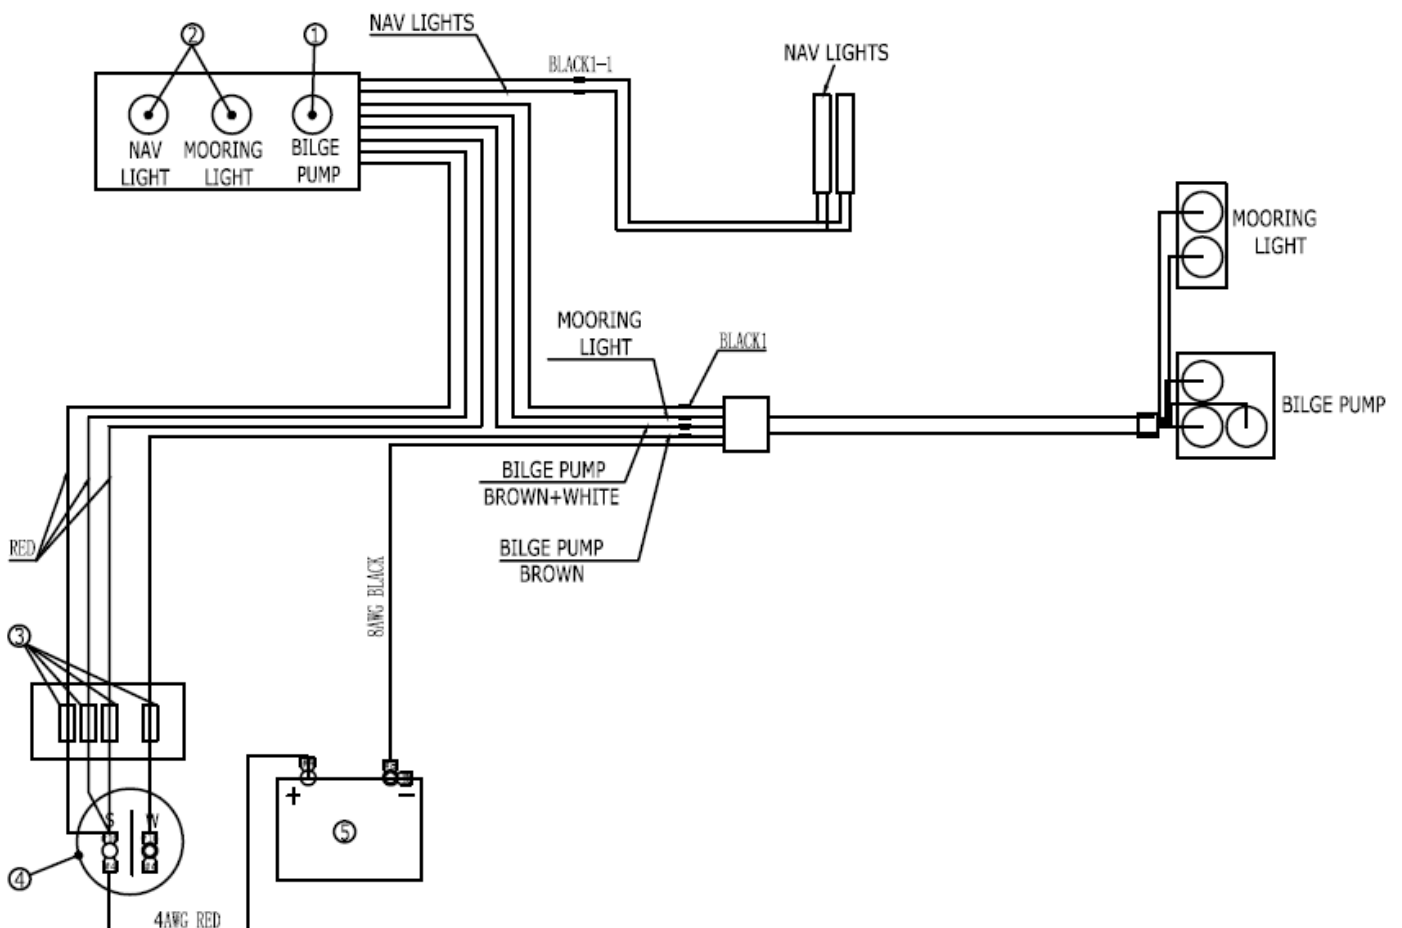 ② ① NAV LIGHTS
BLACK1-1
NAV LIGHTS
NAV MOORING BILGE
LIGHT LIGHT PUMP
MOORING
LIGHT
MOORING
LIGHT
BLACK1
BILGE PUMP
BILGE PUMP
BROWN+WHITE
RED
BILGE PUMP
BROWN
8AWG BLACK
③
+ −
⑤
S W
④
4AWG RED